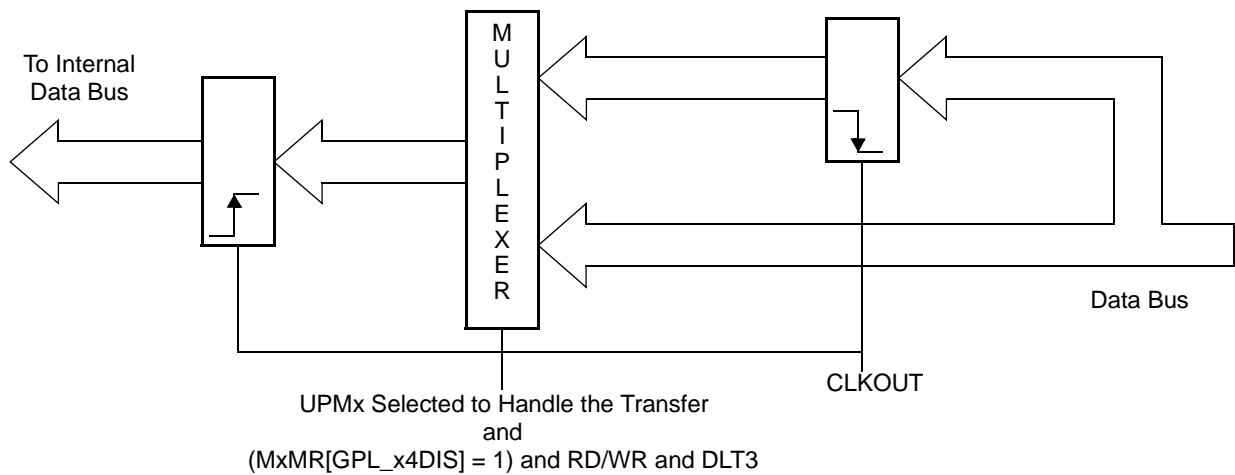 To Internal
Data Bus
MULTIPLEXER
Data Bus
CLKOUT
UPMx Selected to Handle the Transfer
and
(MxMR[GPL_x4DIS] = 1) and RD/WR and DLT3